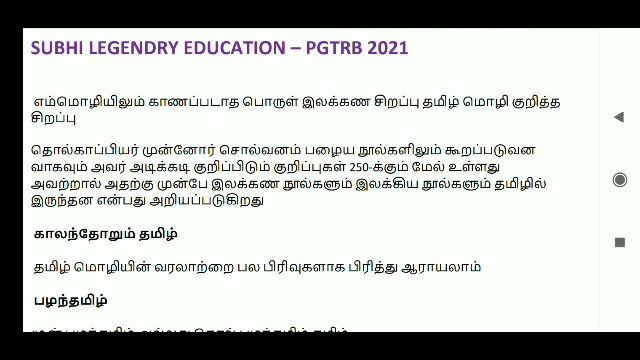 SUBHI LEGENDRY EDUCATION – PGTRB 2021
எம்மொழியிலும் காணப்படாத பொருள் இலக்கண சிறப்பு தமிழ் மொழி குறித்த
சிறப்பு
தொல்காப்பியர் முன்னோர் சொல்வனம் பழைய நூல்களிலும் கூறப்படுவன
வாகவும் அவர் அடிக்கடி குறிப்பிடும் குறிப்புகள் 250-க்கும் மேல் உள்ளது
அவற்றால் அதற்கு முன்பே இலக்கண நூல்களும் இலக்கிய நூல்களும் தமிழில்
இருந்தன என்பது அறியப்படுகிறது
காலந்தோறும் தமிழ்
தமிழ் மொழியின் வரலாற்றை பல பிரிவுகளாக பிரித்து ஆராயலாம்
பழந்தமிழ்